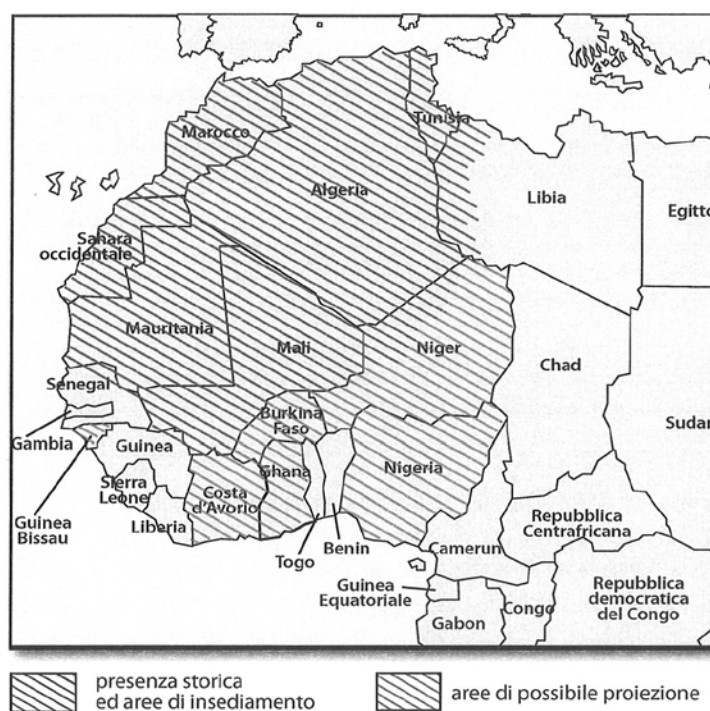 Marocco
Tunisia
Algeria
Libia
Egitto
Sahara
occidentale
Mauritania
Mali
Niger
Chad
Sudan
Senegal
Gambia
Guinea
Bissau
Guinea
Sierra
Leone
Liberia
Costa
d'Avorio
Burkina
Faso
Ghana
Togo
Benin
Nigeria
Camerun
Repubblica
Centrafricana
Guinea
Equatoriale
Gabon
Congo
Repubblica
democratica
del Congo
presenza storica
ed aree di insediamento
aree di possibile proiezione